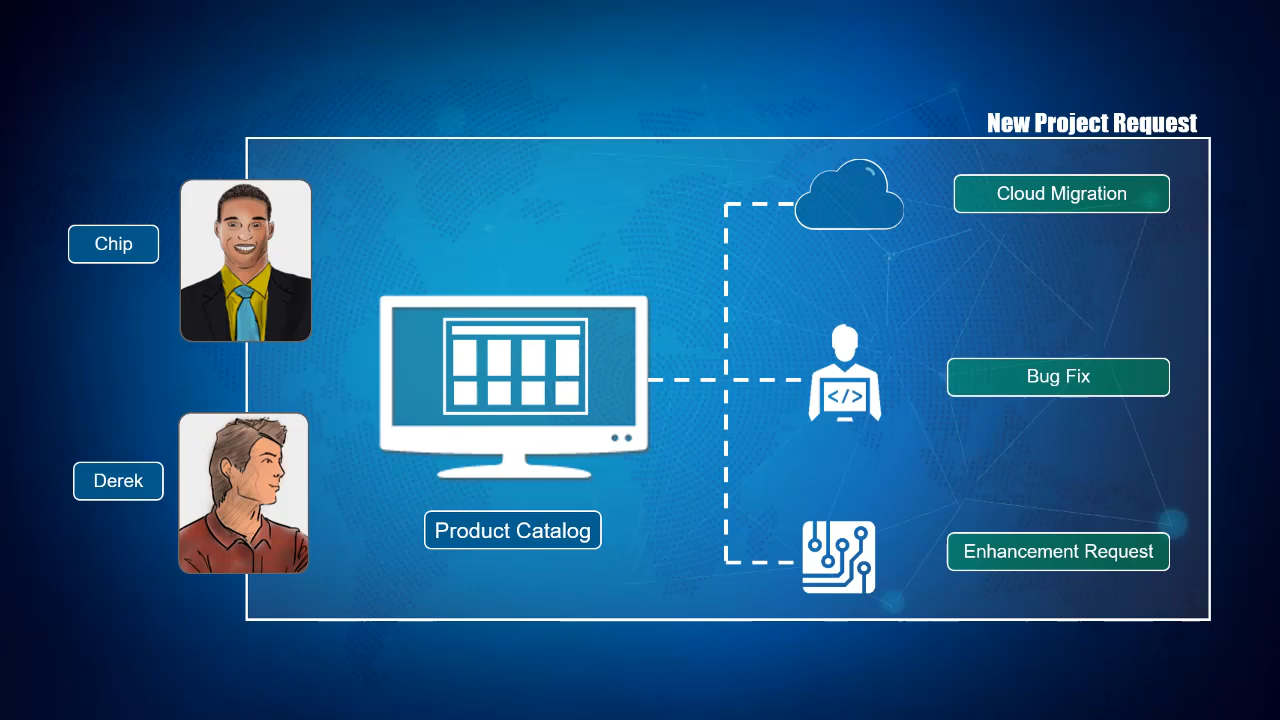 New Project Request
Chip
Cloud Migration
Bug Fix
</>
Derek
Product Catalog
Enhancement Request